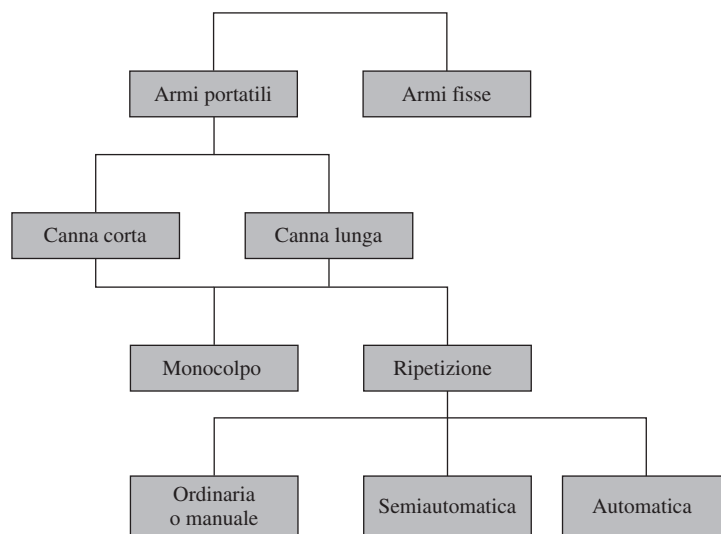 Armi portatili
Armi fisse
Canna corta
Canna lunga
Monocolpo
Ripetizione
Ordinaria
o manuale
Semiautomatica
Automatica